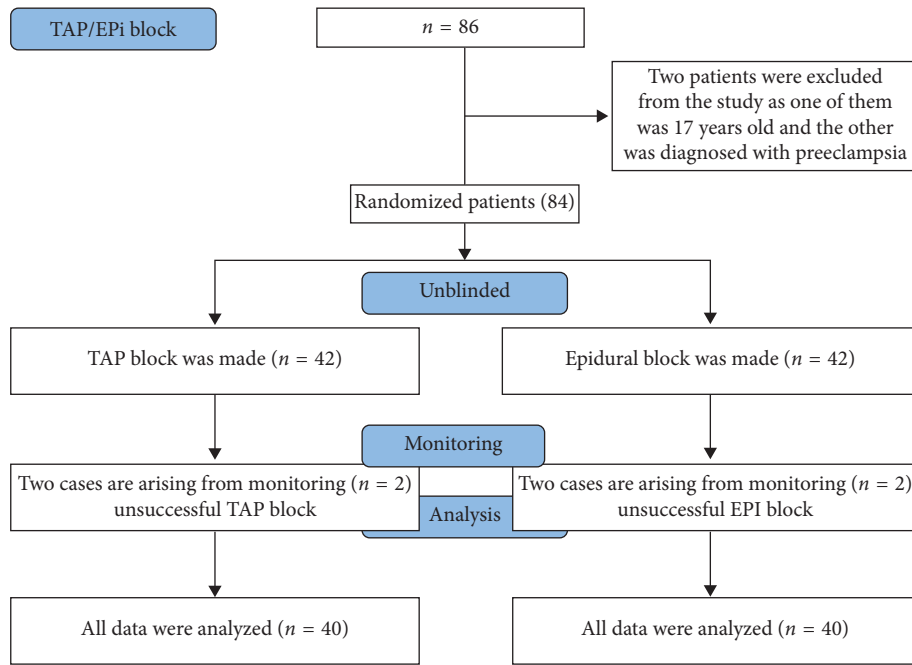 TAP/EPi block
n = 86
Two patients were excluded
from the study as one of them
was 17 years old and the other
was diagnosed with preeclampsia
Randomized patients (84)
Unblinded
TAP block was made (n = 42)
Epidural block was made (n = 42)
Monitoring
Two cases are arising from monitoring (n = 2)
unsuccessful TAP block
Two cases are arising from monitoring (n = 2)
unsuccessful EPI block
Analysis
All data were analyzed (n = 40)
All data were analyzed (n = 40)